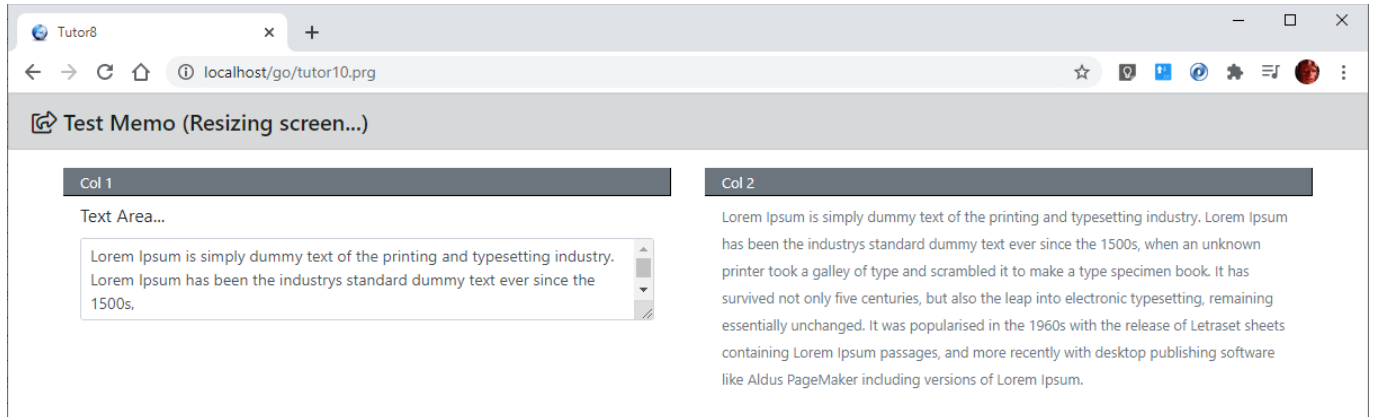 Tutor8
localhost/go/tutor10.prg
Test Memo (Resizing screen...)
Col 1
Text Area...
Lorem Ipsum is simply dummy text of the printing and typesetting industry.
Lorem Ipsum has been the industrys standard dummy text ever since the
1500s,
Col 2
Lorem Ipsum is simply dummy text of the printing and typesetting industry. Lorem Ipsum
has been the industrys standard dummy text ever since the 1500s, when an unknown
printer took a galley of type and scrambled it to make a type specimen book. It has
survived not only five centuries, but also the leap into electronic typesetting, remaining
essentially unchanged. It was popularised in the 1960s with the release of Letraset sheets
containing Lorem Ipsum passages, and more recently with desktop publishing software
like Aldus PageMaker including versions of Lorem Ipsum.